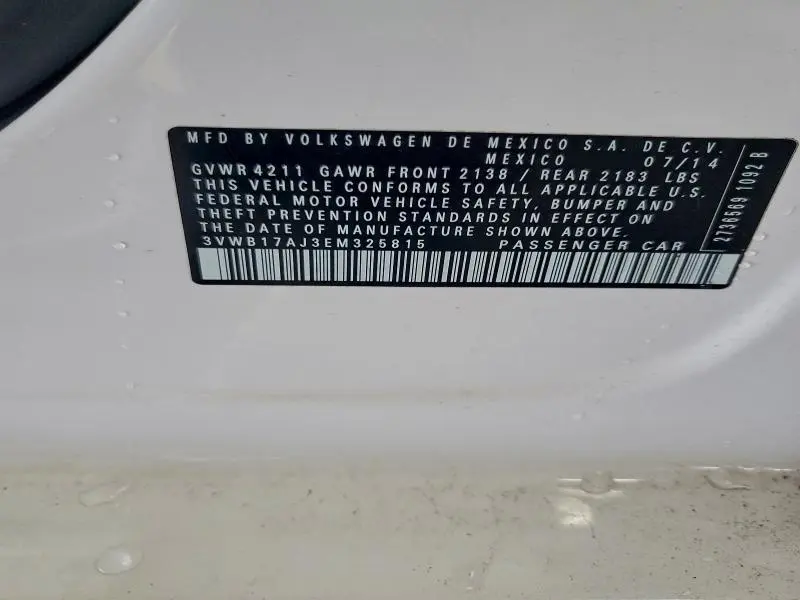 MFD BY VOLKSWAGEN DE MEXICO S.A. DE C.V.
MEXICO 07/14
GVWR 4211 GAWR FRONT 2138 / REAR 2183 LBS
THIS VEHICLE CONFORMS TO ALL APPLICABLE U.S.
FEDERAL MOTOR VEHICLE SAFETY, BUMPER AND
THEFT PREVENTION STANDARDS IN EFFECT ON
THE DATE OF MANUFACTURE SHOWN ABOVE.
3VWB17AJ3EM325815 PASSENGER CAR
2736569 1092 B